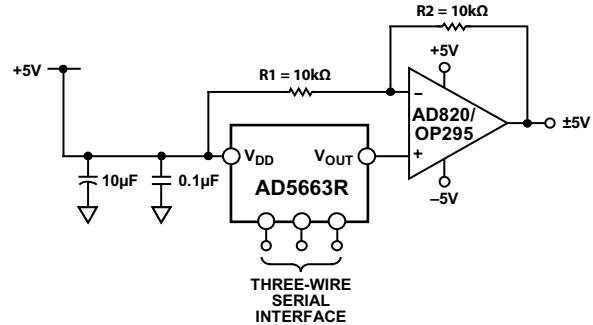 R2 = 10kΩ
+5V
+5V
R1 = 10kΩ
−
AD820/
OP295
±5V
VDD
VOUT
+
10µF
0.1µF
AD5663R
–5V
THREE-WIRE
SERIAL
INTERFACE